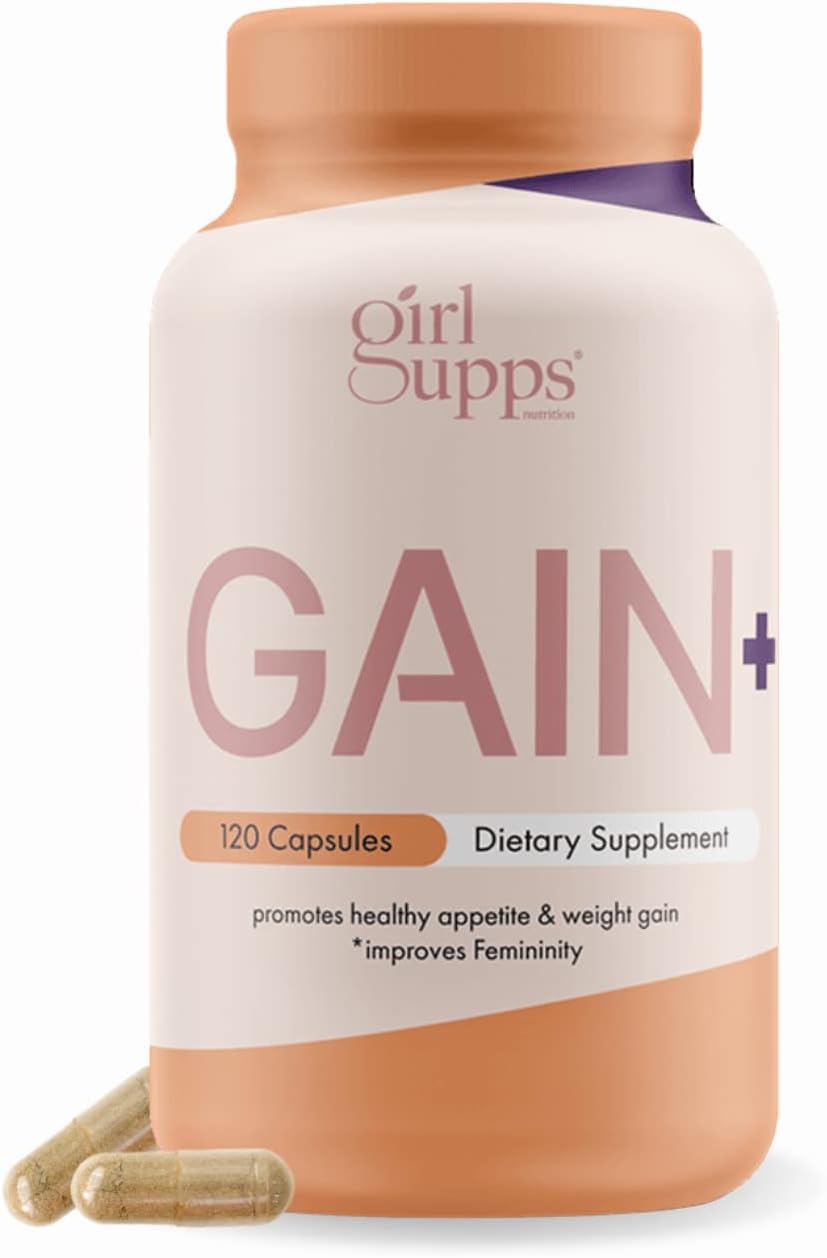 girl
Supps®
nutrition
GAIN+
120 Capsules
Dietary Supplement
promotes healthy appetite & weight gain
*improves Femininity